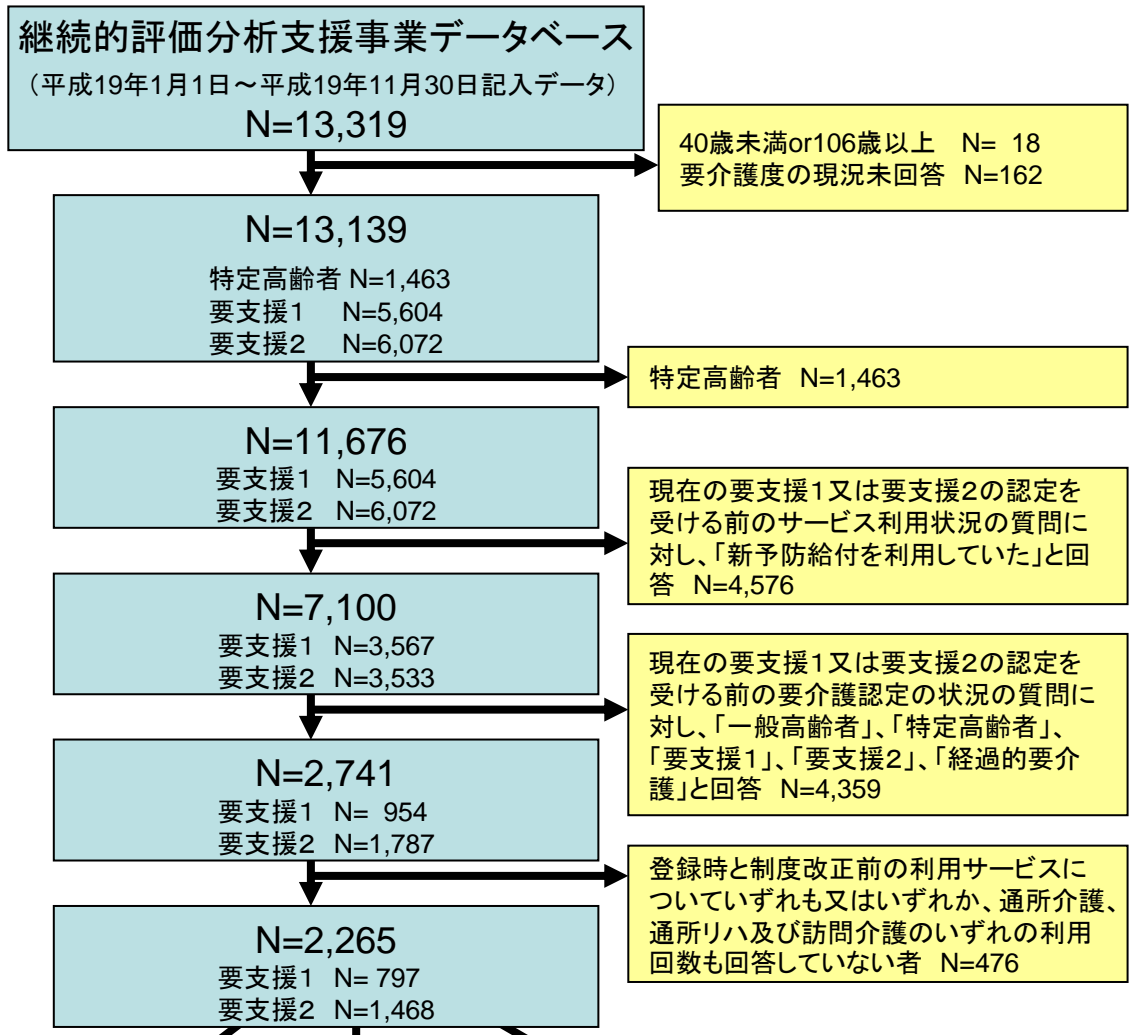 継続的評価分析支援事業データベース
（平成19年1月1日～平成19年11月30日記入データ）
N=13,319
40歳未満or106歳以上　N=  18
要介護度の現況未回答　N=162
N=13,139
特定高齢者 N=1,463
要支援1　 N=5,604
要支援2　 N=6,072
特定高齢者　N=1,463
N=11,676
要支援1　N=5,604
要支援2　N=6,072
現在の要支援1又は要支援2の認定を
受ける前のサービス利用状況の質問に
対し、「新予防給付を利用していた」と回
答　N=4,576
N=7,100
要支援1　N=3,567
要支援2　N=3,533
現在の要支援1又は要支援2の認定を
受ける前の要介護認定の状況の質問に
対し、「一般高齢者」、「特定高齢者」、
「要支援1」、「要支援2」、「経過的要介
護」と回答　N=4,359
N=2,741
要支援1　N=  954
要支援2　N=1,787
登録時と制度改正前の利用サービスに
ついていずれも又はいずれか、通所介護、
通所リハ及び訪問介護のいずれの利用
回数も回答していない者　N=476
N=2,265
要支援1　N= 797
要支援2　N=1,468